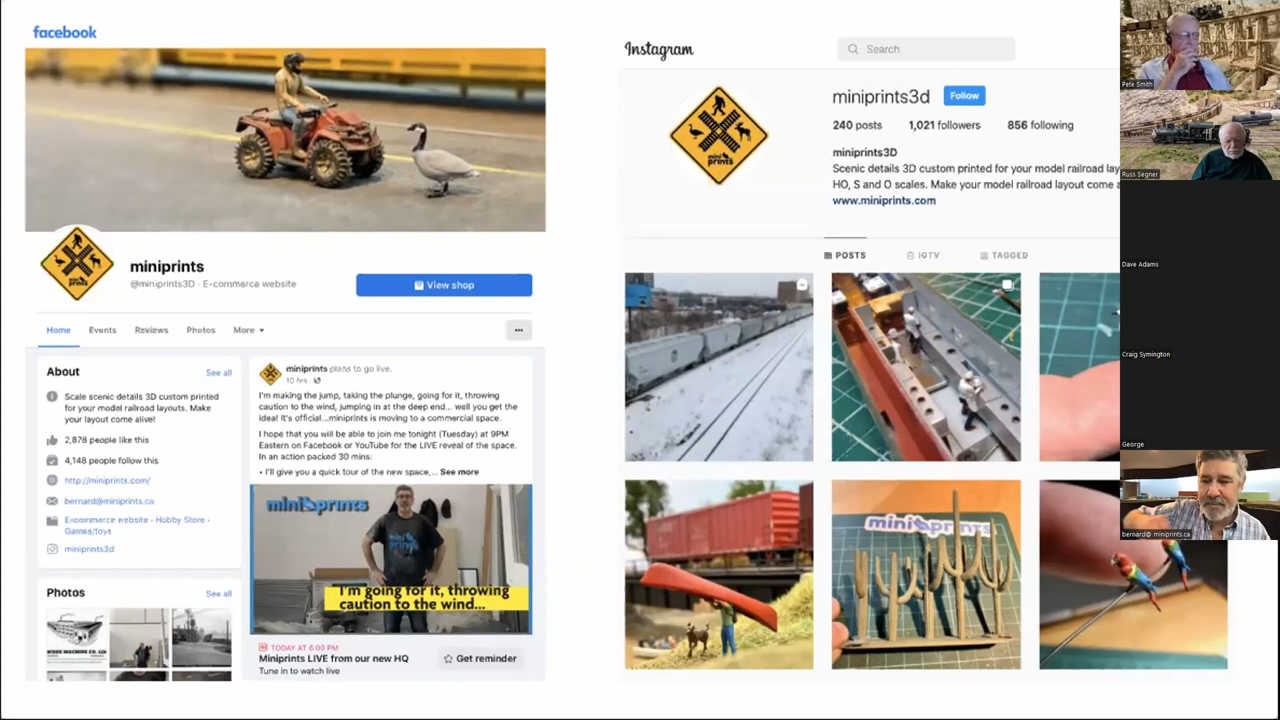 facebook
miniprints
@miniprints3D · E-commerce website
View shop
Home
Events
Reviews
Photos
More
About
See all
Scale scenic details 3D custom printed
for your model railroad layouts. Make
your layout come alive!
2,878 people like this
4,148 people follow this
http://miniprints.com/
bernard@miniprints.ca
E-commerce website · Hobby Store ·
Games/toys
miniprints3d
Photos
See all
miniprints plans to go live.
10 hrs ·
I'm making the jump, taking the plunge, going for it, throwing
caution to the wind, jumping in at the deep end... well you get the
idea! It's official...miniprints is moving to a commercial space.
I hope that you will be able to join me tonight (Tuesday) at 9PM
Eastern on Facebook or YouTube for the LIVE reveal of the space.
In an action packed 30 mins:
• I'll give you a quick tour of the new space,... See more
miniprints
mini prints
I'm going for it, throwing
caution to the wind...
TODAY AT 6:00 PM
Miniprints LIVE from our new HQ
Tune in to watch live
Get reminder
Instagram
Search
mini
prints
miniprints3d
Follow
240 posts
1,021 followers
856 following
miniprints3D
Scenic details 3D custom printed for your model railroad lay
HO, S and O scales. Make your model railroad layout come a
www.miniprints.com
POSTS
IGTV
TAGGED
miniprints
Pete Smith
Russ Segner
Dave Adams
Craig Symington
George
bernard@ miniprints.ca